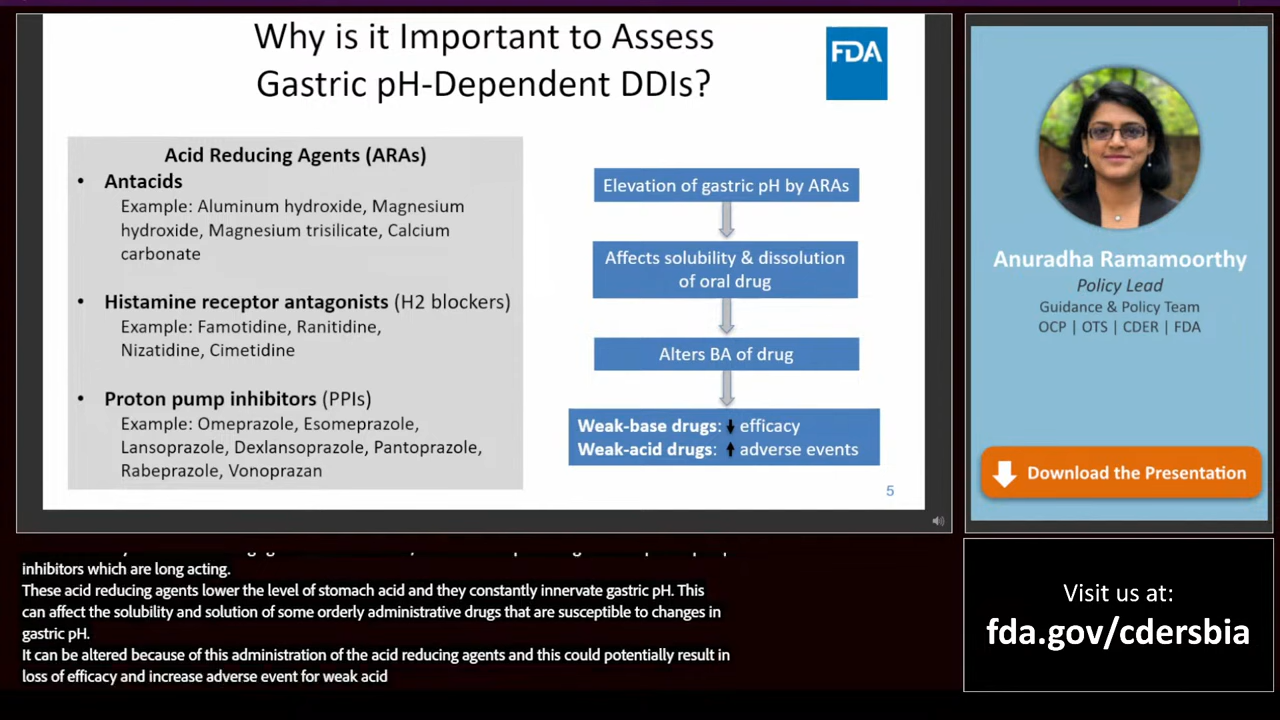 Why is it Important to Assess
Gastric pH-Dependent DDIs?
FDA
Acid Reducing Agents (ARAs)
• Antacids
Example: Aluminum hydroxide, Magnesium
hydroxide, Magnesium trisilicate, Calcium
carbonate
• Histamine receptor antagonists (H2 blockers)
Example: Famotidine, Ranitidine,
Nizatidine, Cimetidine
• Proton pump inhibitors (PPIs)
Example: Omeprazole, Esomeprazole,
Lansoprazole, Dexlansoprazole, Pantoprazole,
Rabeprazole, Vonoprazan
Elevation of gastric pH by ARAs
Affects solubility & dissolution
of oral drug
Alters BA of drug
Weak-base drugs: ↓ efficacy
Weak-acid drugs: ↑ adverse events
5
Anuradha Ramamoorthy
Policy Lead
Guidance & Policy Team
OCP | OTS | CDER | FDA
Download the Presentation
inhibitors which are long acting.
These acid reducing agents lower the level of stomach acid and they constantly innervate gastric pH. This
can affect the solubility and solution of some orderly administrative drugs that are susceptible to changes in
gastric pH.
It can be altered because of this administration of the acid reducing agents and this could potentially result in
loss of efficacy and increase adverse event for weak acid
Visit us at:
fda.gov/cdersbia